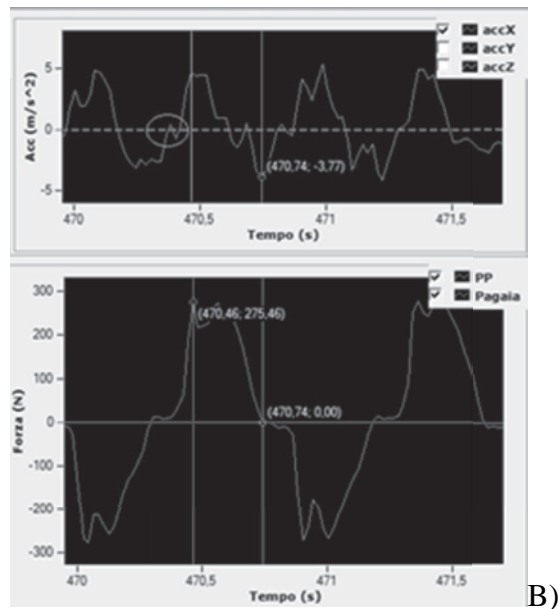 accX
accY
accZ
5
0
-5
Acc (m/s^2)
(470,74; -3,77)
470
470,5
471
471,5
Tempo (s)
PP
Pagaia
300
200
100
0
-100
-200
-300
Forza (N)
(470,46; 275,46)
(470,74; 0,00)
470
470,5
471
471,5
Tempo (s)
B)